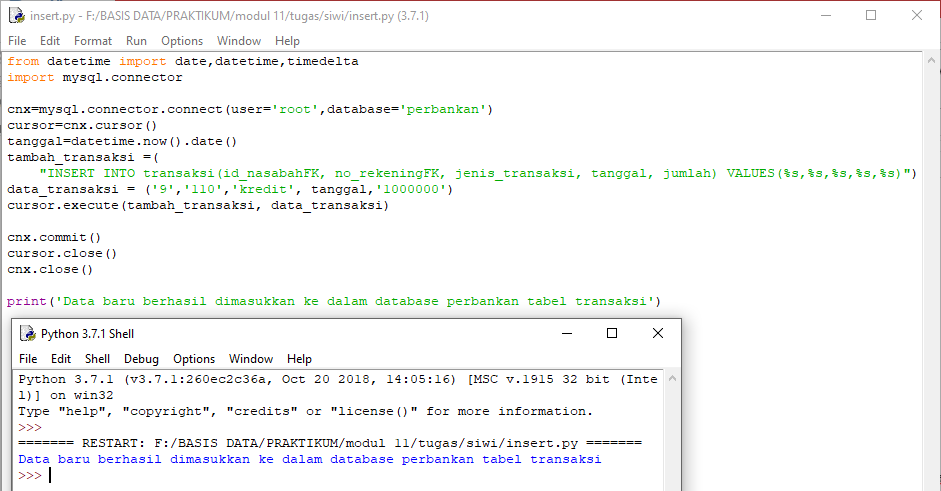 insert.py - F:/BASIS DATA/PRAKTIKUM/modul 11/tugas/siwi/insert.py (3.7.1)
File Edit Format Run Options Window Help
from datetime import date,datetime,timedelta
import mysql.connector
cnx=mysql.connector.connect(user='root',database='perbankan')
cursor=cnx.cursor()
tanggal=datetime.now().date()
tambah_transaksi =(
"INSERT INTO transaksi(id_nasabahFK, no_rekeningFK, jenis_transaksi, tanggal, jumlah) VALUES(%s,%s,%s,%s,%s)")
data_transaksi = ('9','110','kredit', tanggal,'1000000')
cursor.execute(tambah_transaksi, data_transaksi)
cnx.commit()
cursor.close()
cnx.close()
print('Data baru berhasil dimasukkan ke dalam database perbankan tabel transaksi')
Python 3.7.1 Shell
File Edit Shell Debug Options Window Help
Python 3.7.1 (v3.7.1:260ec2c36a, Oct 20 2018, 14:05:16) [MSC v.1915 32 bit (Inte
l)] on win32
Type "help", "copyright", "credits" or "license()" for more information.
>>>
======= RESTART: F:/BASIS DATA/PRAKTIKUM/modul 11/tugas/siwi/insert.py =======
Data baru berhasil dimasukkan ke dalam database perbankan tabel transaksi
>>>